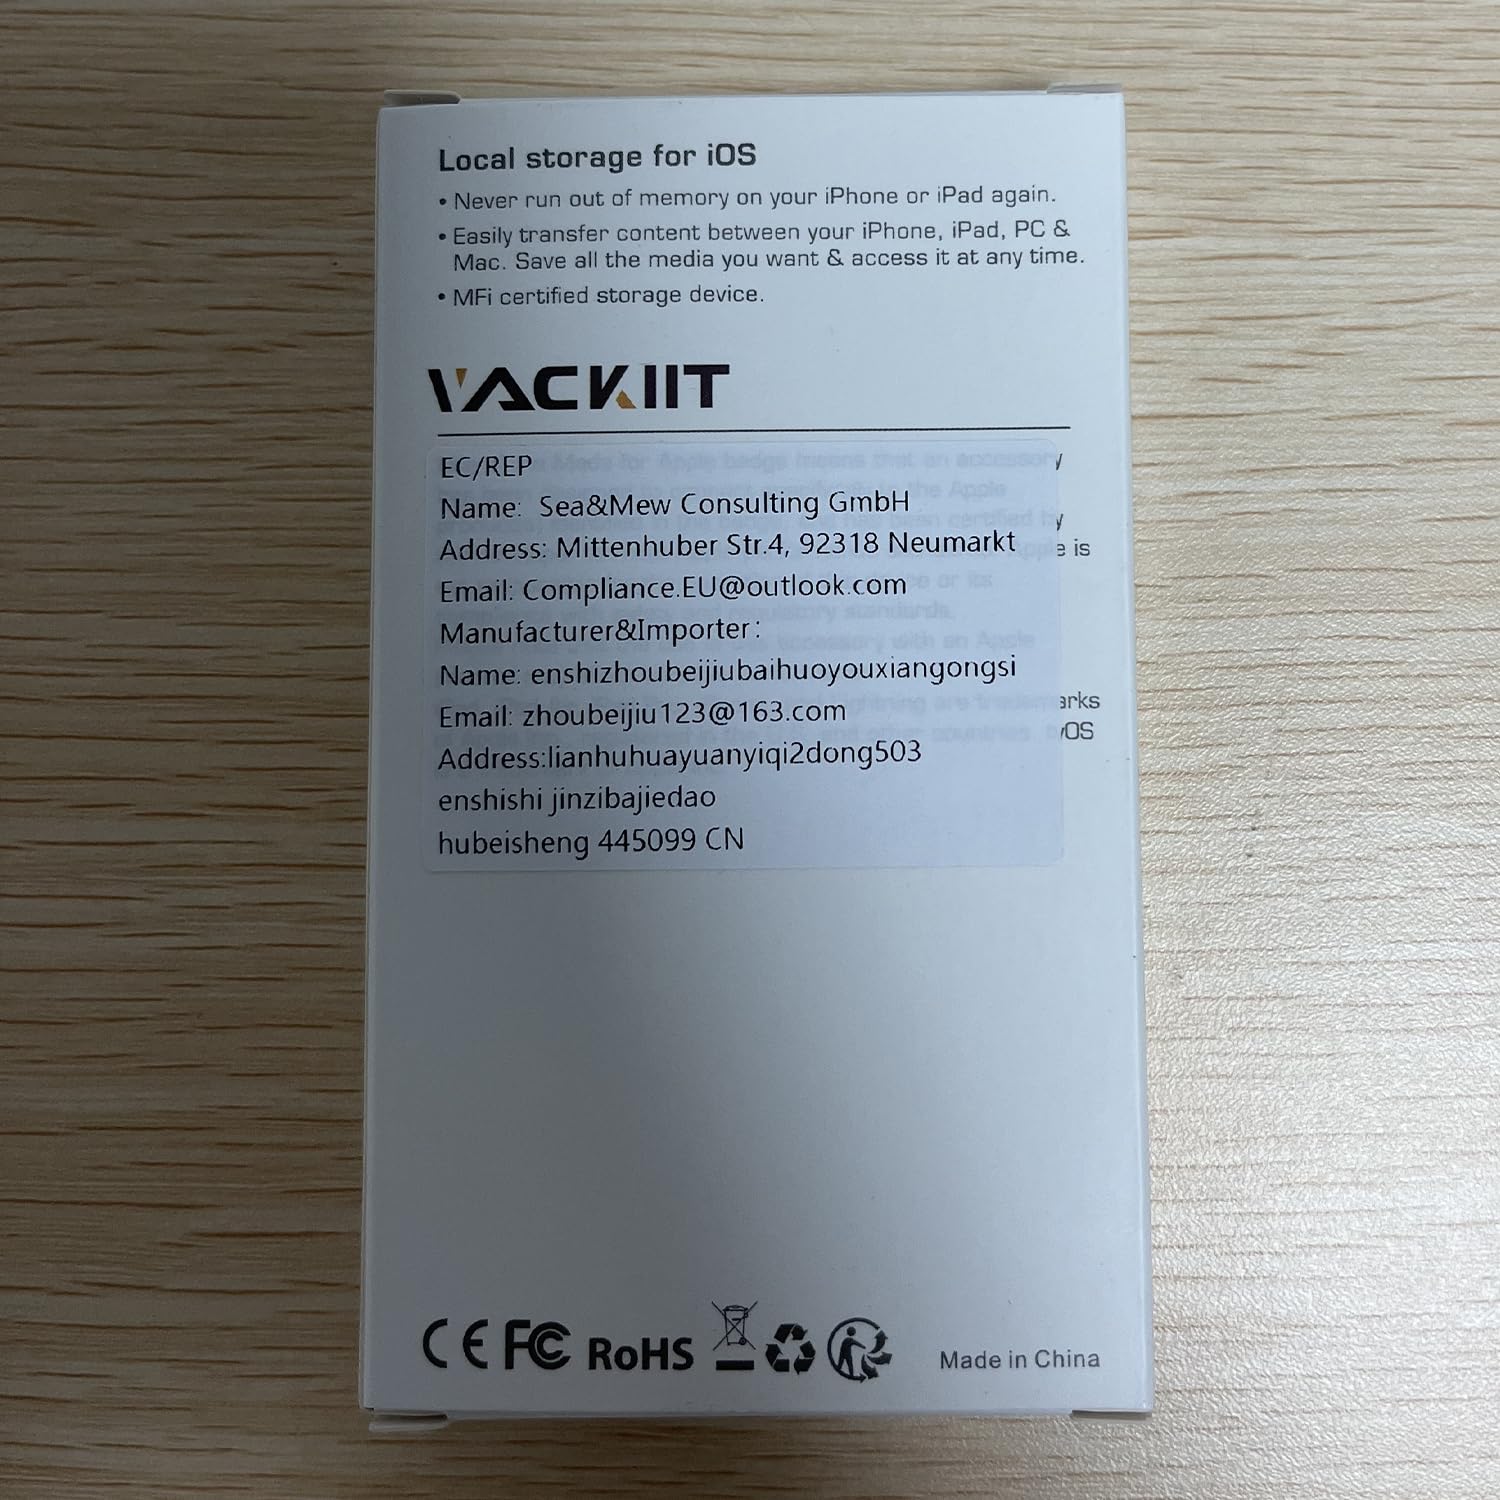 Local storage for iOS
• Never run out of memory on your iPhone or iPad again.
• Easily transfer content between your iPhone, iPad, PC &
Mac. Save all the media you want & access it at any time.
• MFi certified storage device.
VACKIIT
EC/REP
Name: Sea&Mew Consulting GmbH
Address: Mittenhuber Str.4, 92318 Neumarkt
Email: Compliance.EU@outlook.com
Manufacturer&Importer:
Name: enshizhoubeijiubaihuoyouxiangongsi
Email: zhoubeijiu123@163.com
Address:lianhuhuayuanyiqi2dong503
enshishi jinzibajiedao
hubeisheng 445099 CN
CE FC RoHS Made in China